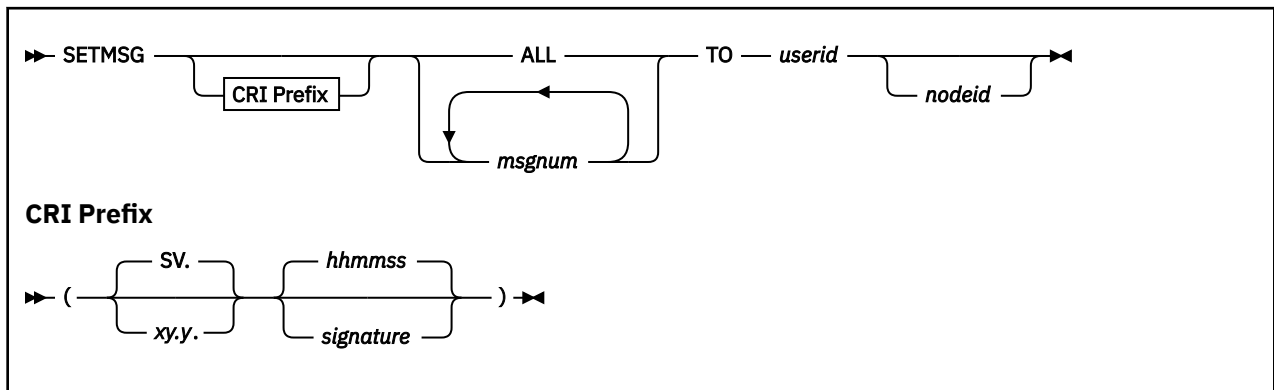 SETMSG ALL TO userid
CRI Prefix nodeid
msgnum
CRI Prefix
SV. hhmmss
( )
xy.y. signature